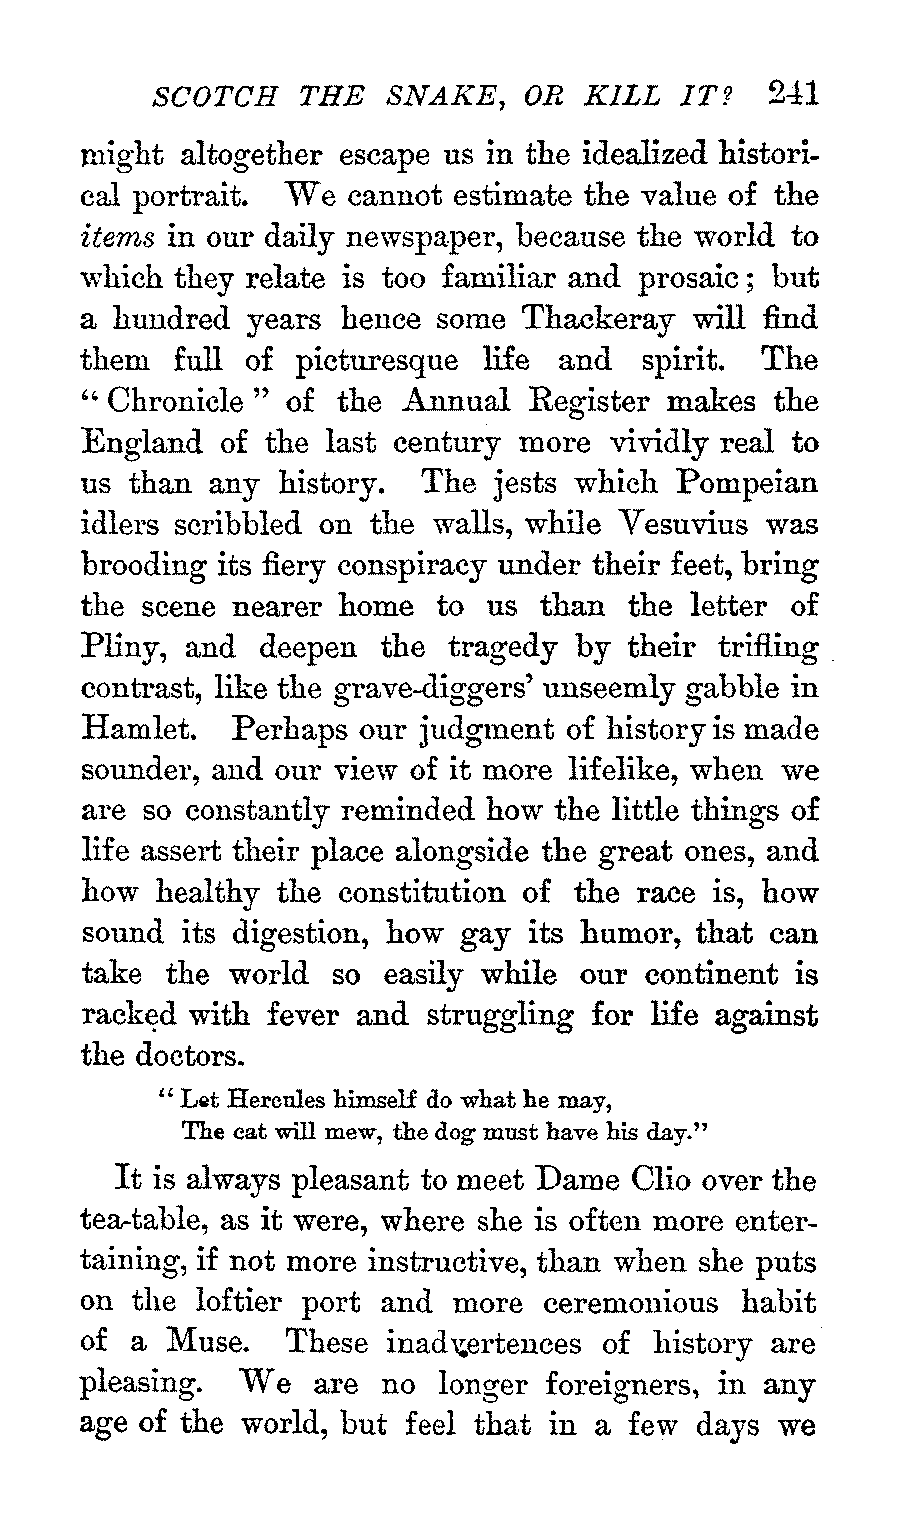 SCOTCH THE SNAKE, OR KILL IT? 241
might altogether escape us in the idealized histori-
cal portrait. We cannot estimate the value of the
items in our daily newspaper, because the world to
which they relate is too familiar and prosaic; but
a hundred years hence some Thackeray will find
them full of picturesque life and spirit. The
“Chronicle” of the Annual Register makes the
England of the last century more vividly real to
us than any history. The jests which Pompeian
idlers scribbled on the walls, while Vesuvius was
brooding its fiery conspiracy under their feet, bring
the scene nearer home to us than the letter of
Pliny, and deepen the tragedy by their trifling
contrast, like the grave-diggers’ unseemly gabble in
Hamlet. Perhaps our judgment of history is made
sounder, and our view of it more lifelike, when we
are so constantly reminded how the little things of
life assert their place alongside the great ones, and
how healthy the constitution of the race is, how
sound its digestion, how gay its humor, that can
take the world so easily while our continent is
racked with fever and struggling for life against
the doctors.
“Let Hercules himself do what he may,
The cat will mew, the dog must have his day.”
It is always pleasant to meet Dame Clio over the
tea-table, as it were, where she is often more enter-
taining, if not more instructive, than when she puts
on the loftier port and more ceremonious habit
of a Muse. These inadvertences of history are
pleasing. We are no longer foreigners, in any
age of the world, but feel that in a few days we